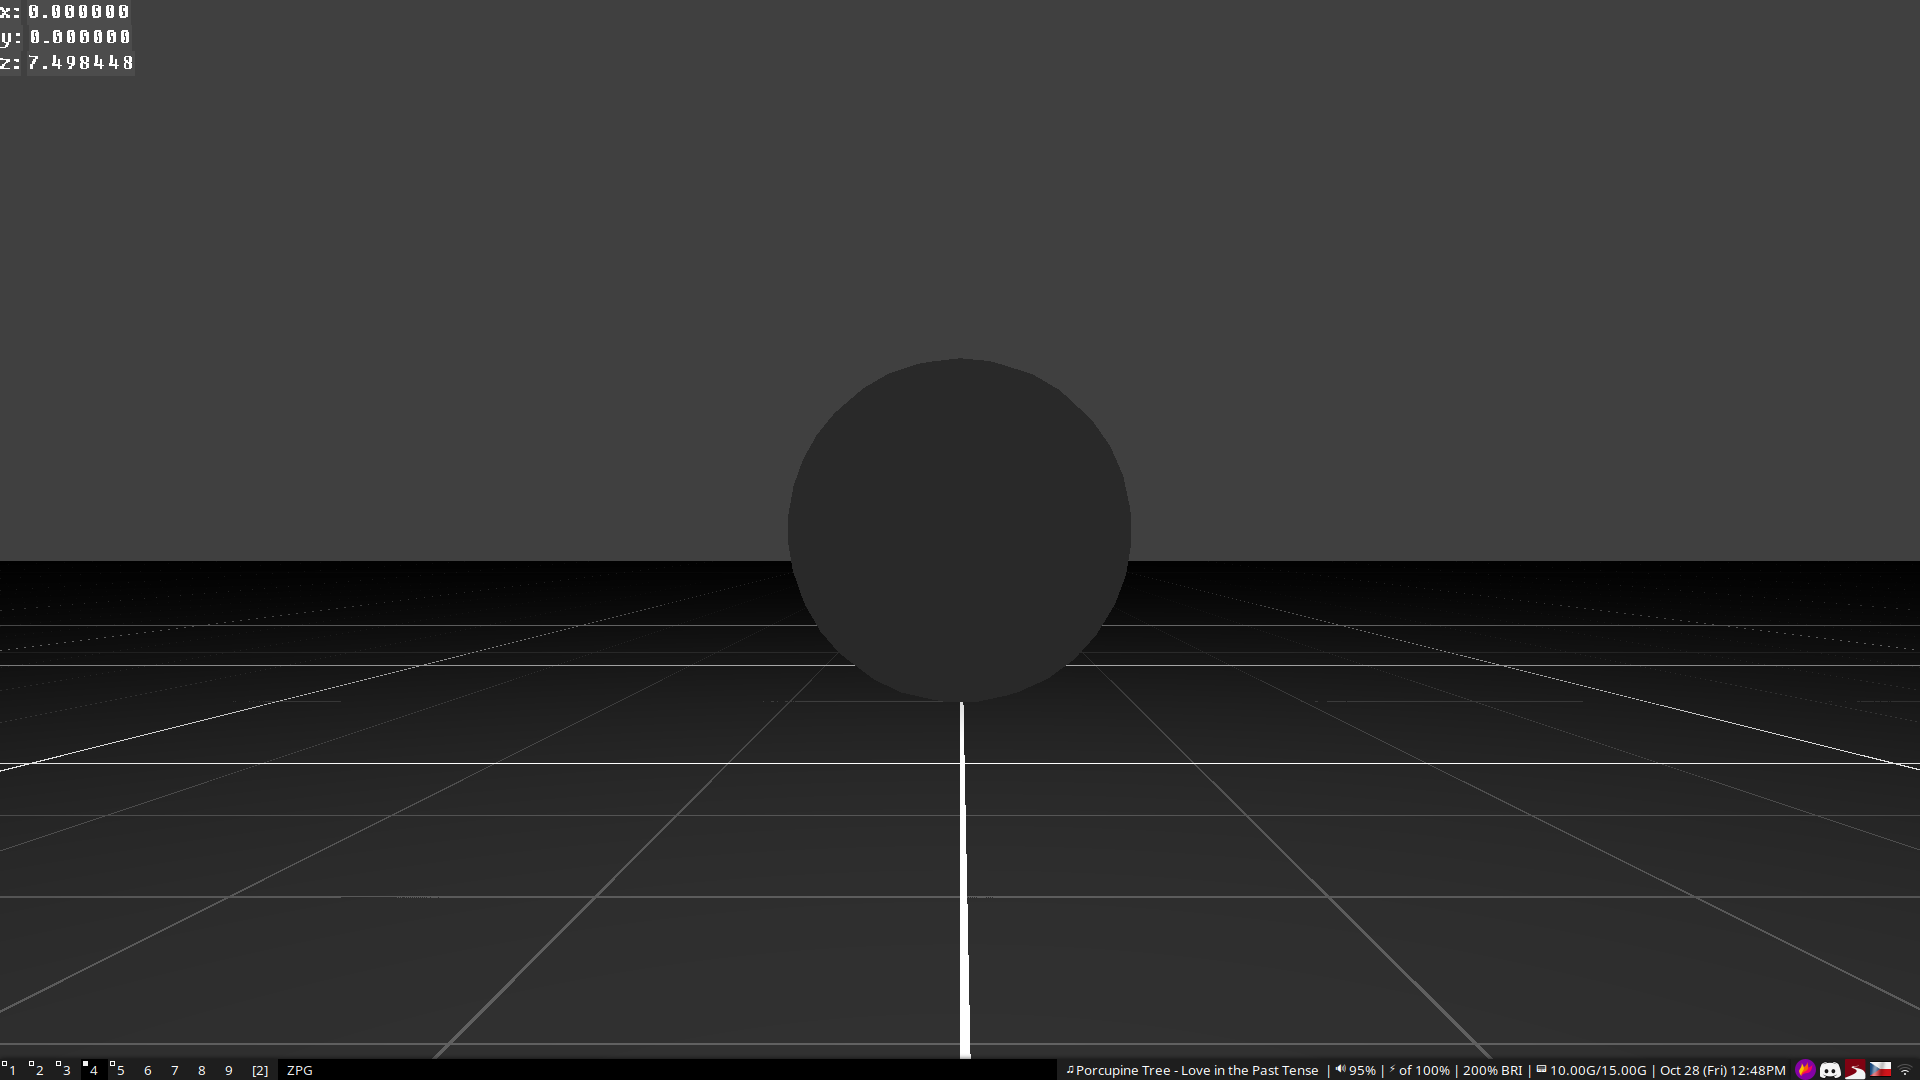 x: 0.000000
y: 0.000000
z: 7.498448
1 2 3 4 5 6 7 8 9 [2] ZPG ♫Porcupine Tree - Love in the Past Tense | 95% | ⚡ of 100% | 200% BRI | 10.00G/15.00G | Oct 28 (Fri) 12:48PM